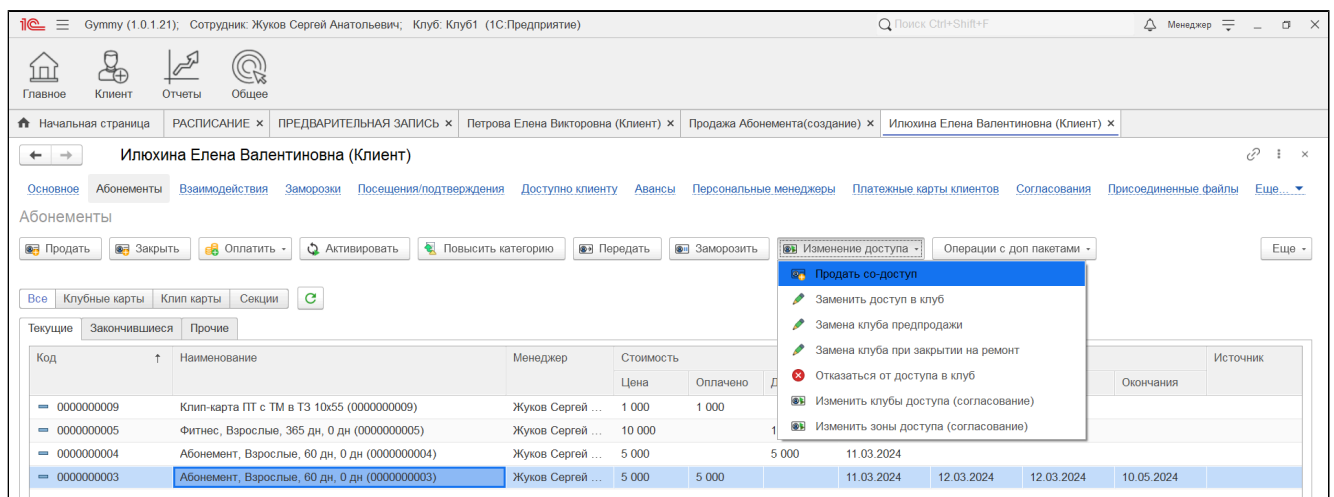 Gymmy (1.0.1.21); Сотрудник: Жуков Сергей Анатольевич; Клуб: Клуб1 (1С:Предприятие) Поиск Ctrl+Shift+F Менеджер
Главное Клиент Отчеты Общее
Начальная страница РАСПИСАНИЕ × ПРЕДВАРИТЕЛЬНАЯ ЗАПИСЬ × Петрова Елена Викторовна (Клиент) × Продажа Абонемента(создание) × Илюхина Елена Валентиновна (Клиент) ×
Илюхина Елена Валентиновна (Клиент)
Основное Абонементы Взаимодействия Заморозки Посещения/подтверждения Доступно клиенту Авансы Персональные менеджеры Платежные карты клиентов Согласования Присоединенные файлы Еще...
Абонементы
Продать Закрыть Оплатить Активировать Повысить категорию Передать Заморозить Изменение доступа Операции с доп пакетами Еще
Продать со-доступ
Все Клубные карты Клип карты Секции Заменить доступ в клуб
Текущие Закончившиеся Прочие Замена клуба предпродажи
Код Наименование Менеджер Стоимость Замена клуба при закрытии на ремонт Источник
Цена Оплачено Д Отказаться от доступа в клуб Окончания
0000000009 Клип-карта ПТ с ТМ в ТЗ 10x55 (0000000009) Жуков Сергей ... 1 000 1 000 Изменить клубы доступа (согласование)
0000000005 Фитнес, Взрослые, 365 дн, 0 дн (0000000005) Жуков Сергей ... 10 000 1 Изменить зоны доступа (согласование)
0000000004 Абонемент, Взрослые, 60 дн, 0 дн (0000000004) Жуков Сергей ... 5 000 5 000 11.03.2024
0000000003 Абонемент, Взрослые, 60 дн, 0 дн (0000000003) Жуков Сергей ... 5 000 5 000 11.03.2024 12.03.2024 12.03.2024 10.05.2024